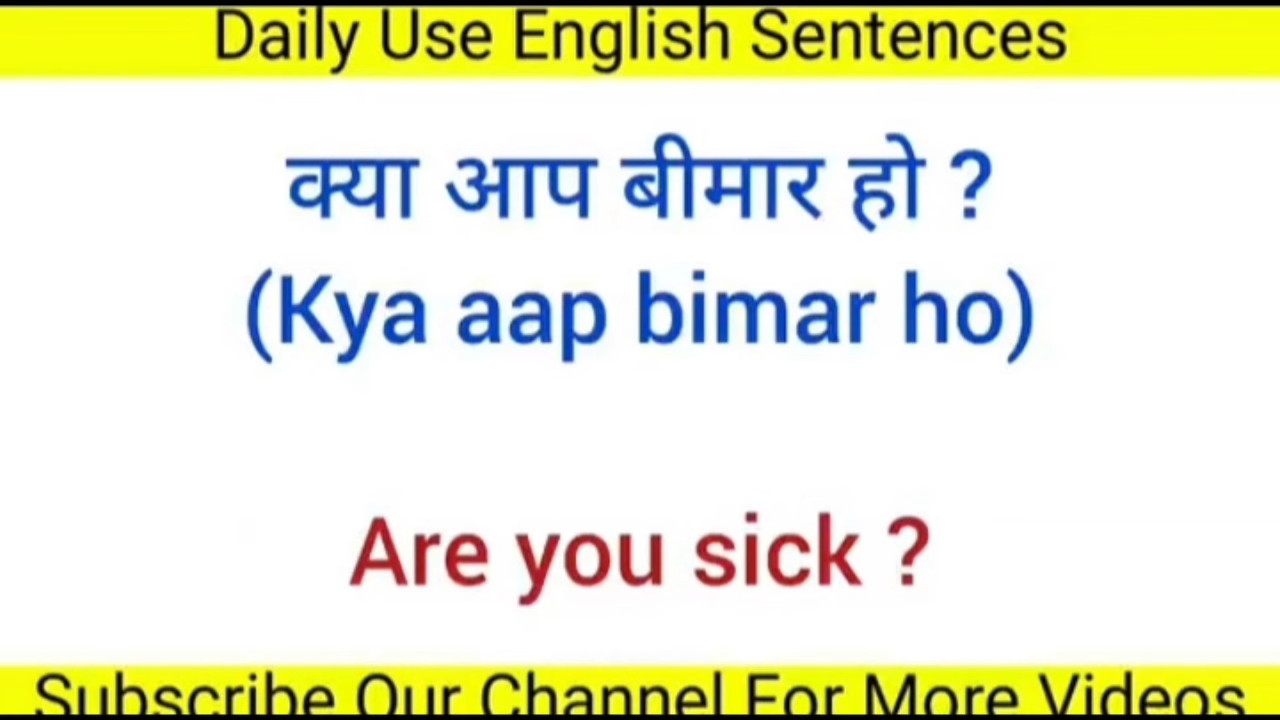 Daily Use English Sentences
क्या आप बीमार हो ?
(Kya aap bimar ho)
Are you sick ?
Subscribe Our Channel For More Videos